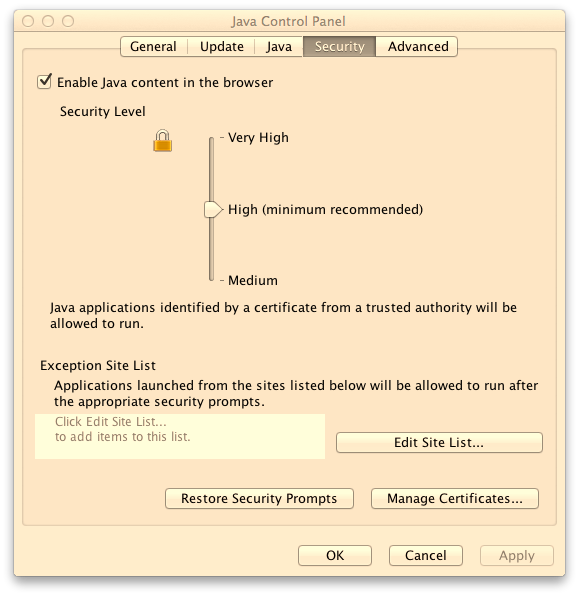 Java Control Panel
General Update Java Security Advanced
Enable Java content in the browser
Security Level
- Very High
High (minimum recommended)
- Medium
Java applications identified by a certificate from a trusted authority will be
allowed to run.
Exception Site List
Applications launched from the sites listed below will be allowed to run after
the appropriate security prompts.
Click Edit Site List...
to add items to this list.
Edit Site List...
Restore Security Prompts Manage Certificates...
OK Cancel Apply